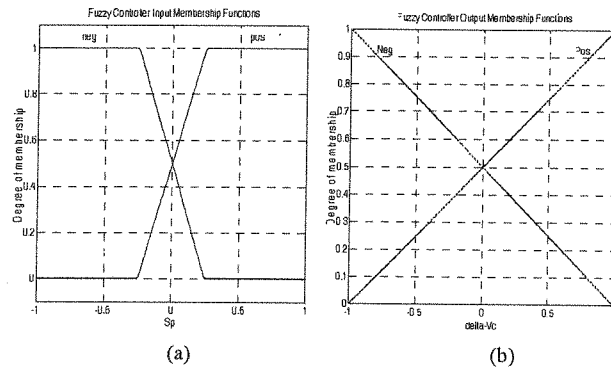 Fuzzy Controller Input Membership Functions
neg pos
1
0.8
0.6
0.4
0.2
0
Degree of membership
-1 -0.5 0 0.5 1
Sp
(a)
Fuzzy Controller Output Membership Functions
Neg Pos
1
0.9
0.8
0.7
0.6
0.5
0.4
0.3
0.2
0.1
0
Degree of membership
-1 -0.5 0 0.5
delta-Vc
(b)